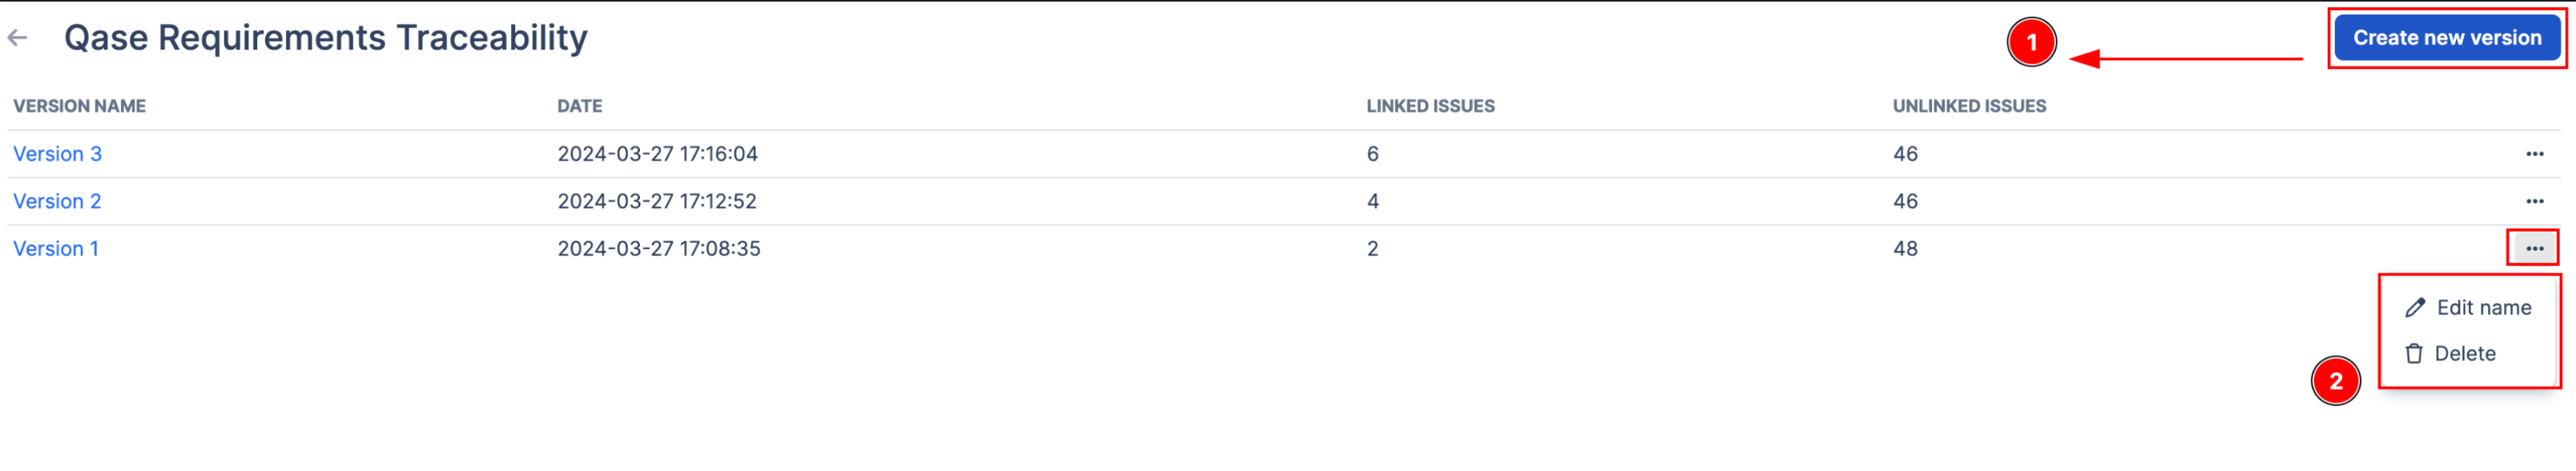 Qase Requirements Traceability
1
Create new version
VERSION NAME DATE LINKED ISSUES UNLINKED ISSUES
Version 3 2024-03-27 17:16:04 6 46
Version 2 2024-03-27 17:12:52 4 46
Version 1 2024-03-27 17:08:35 2 48
Edit name
Delete
2